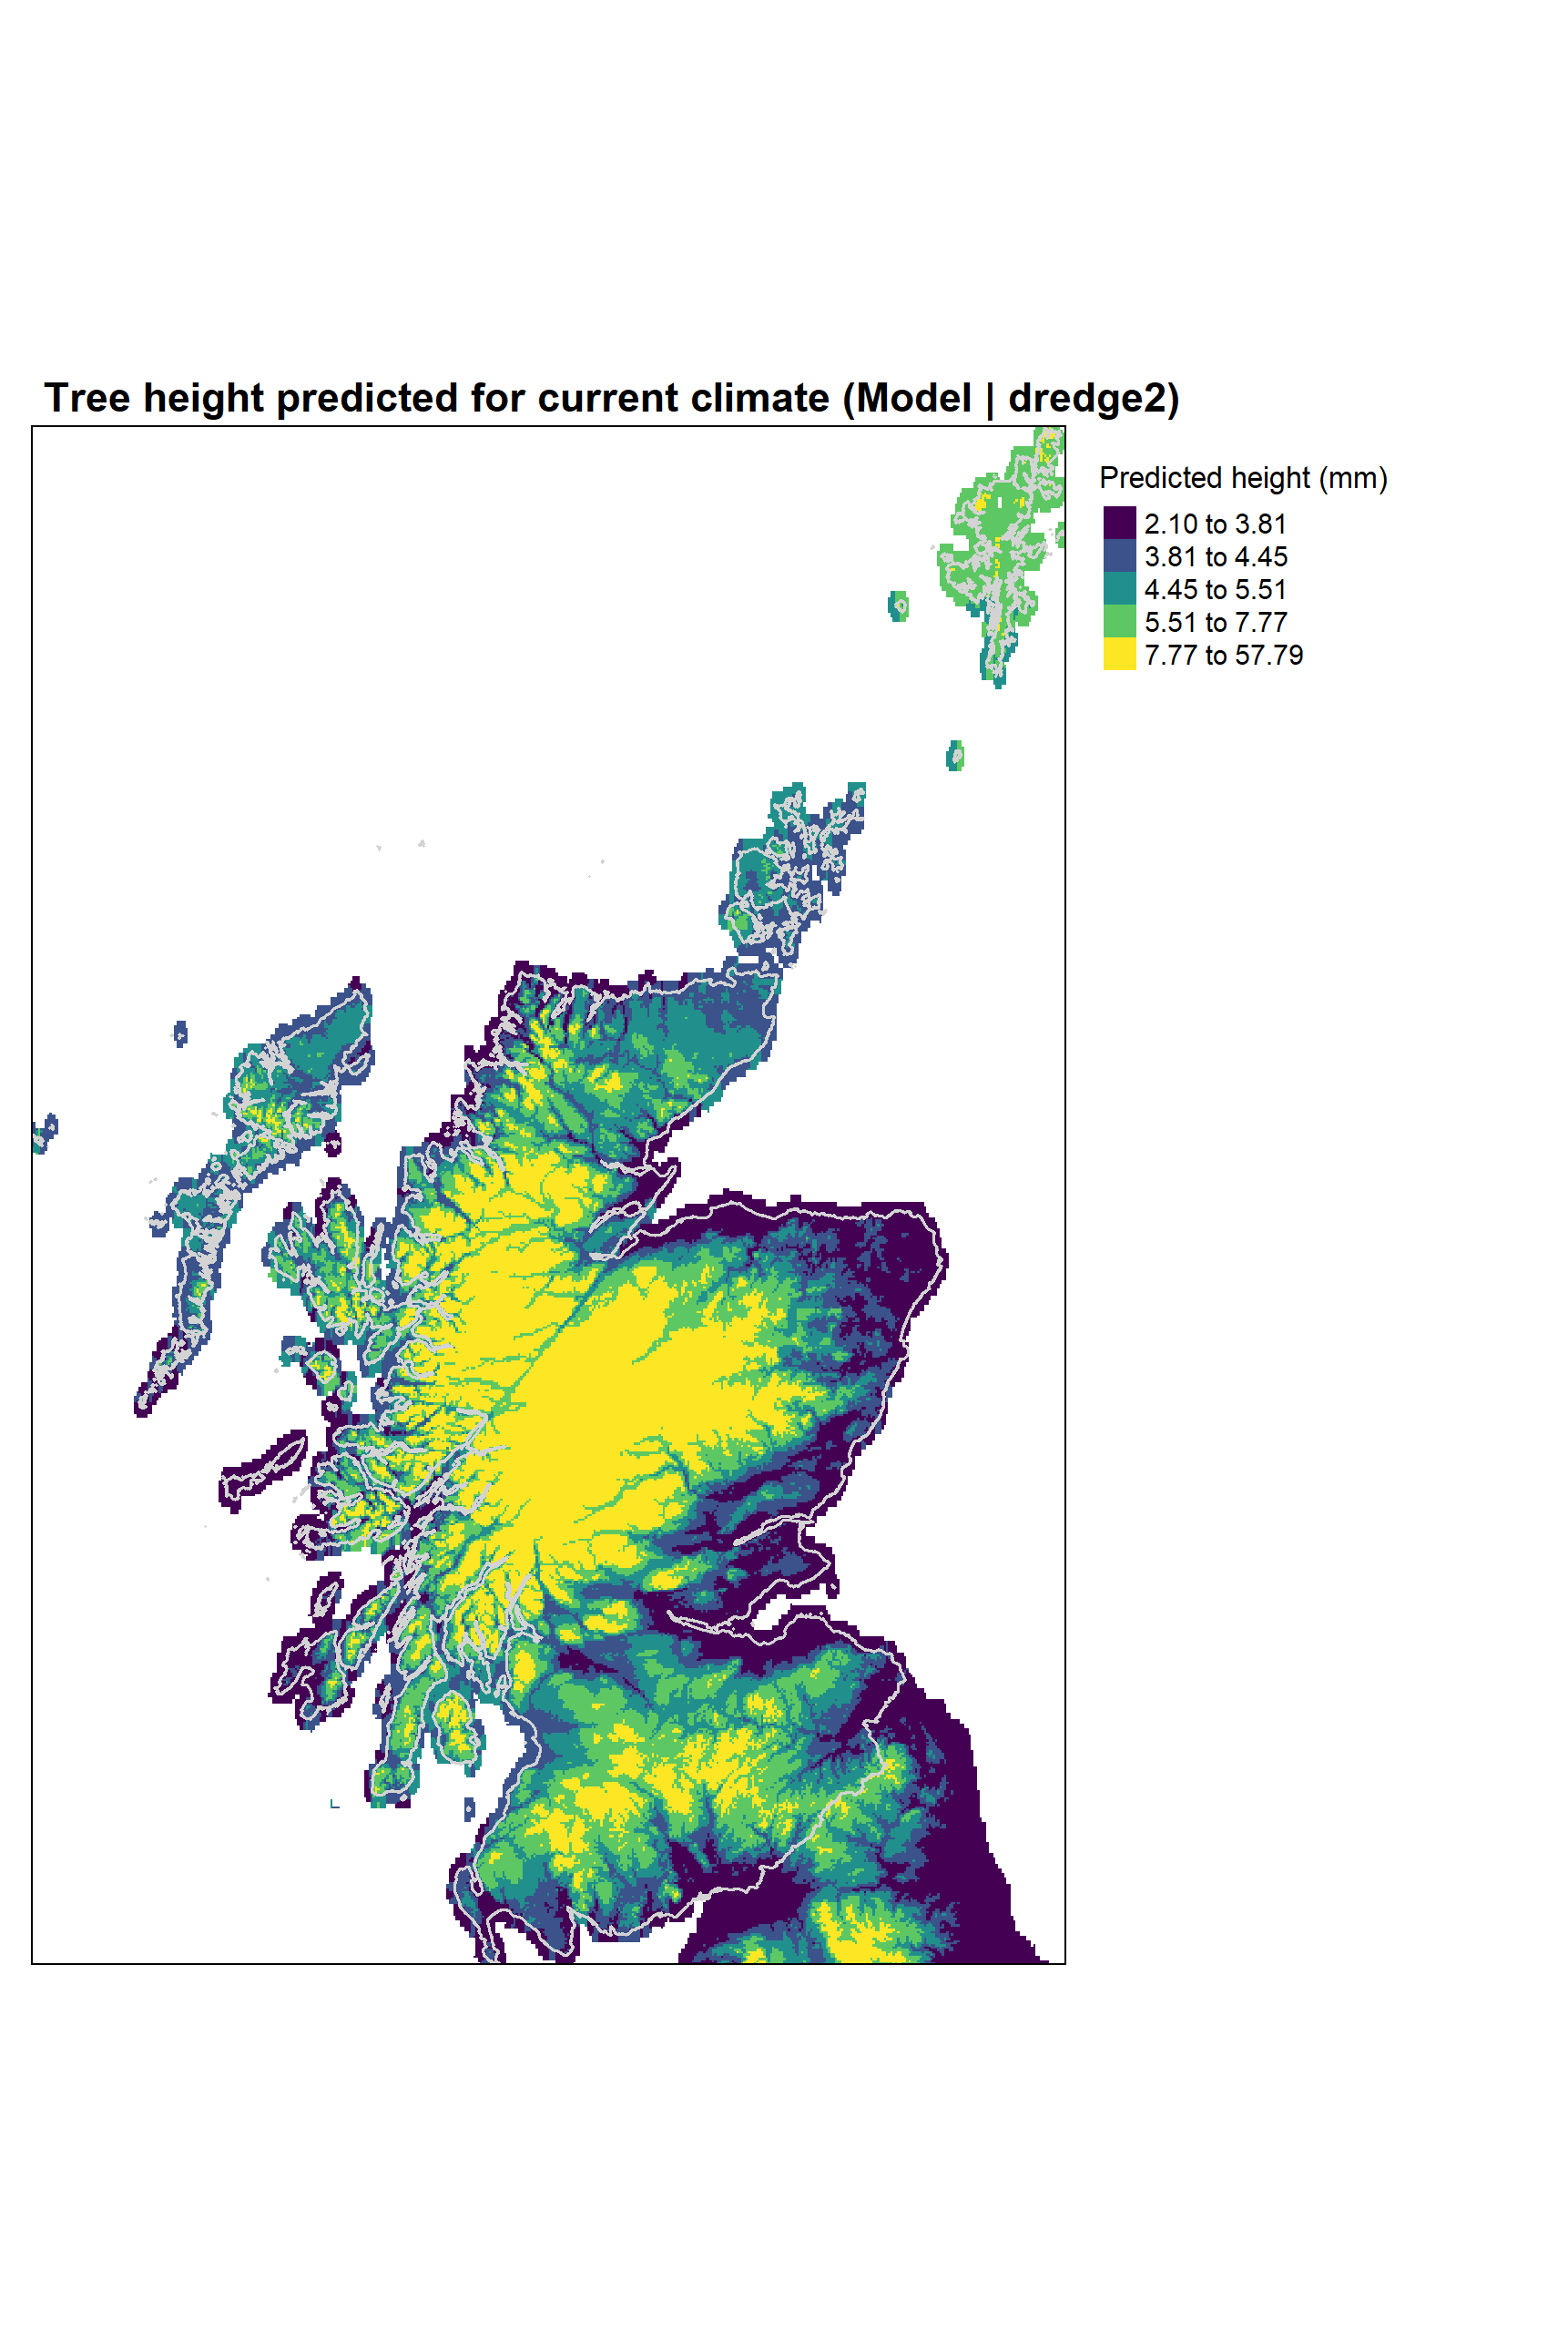 Tree height predicted for current climate (Model | dredge2)
Predicted height (mm)
2.10 to 3.81
3.81 to 4.45
4.45 to 5.51
5.51 to 7.77
7.77 to 57.79